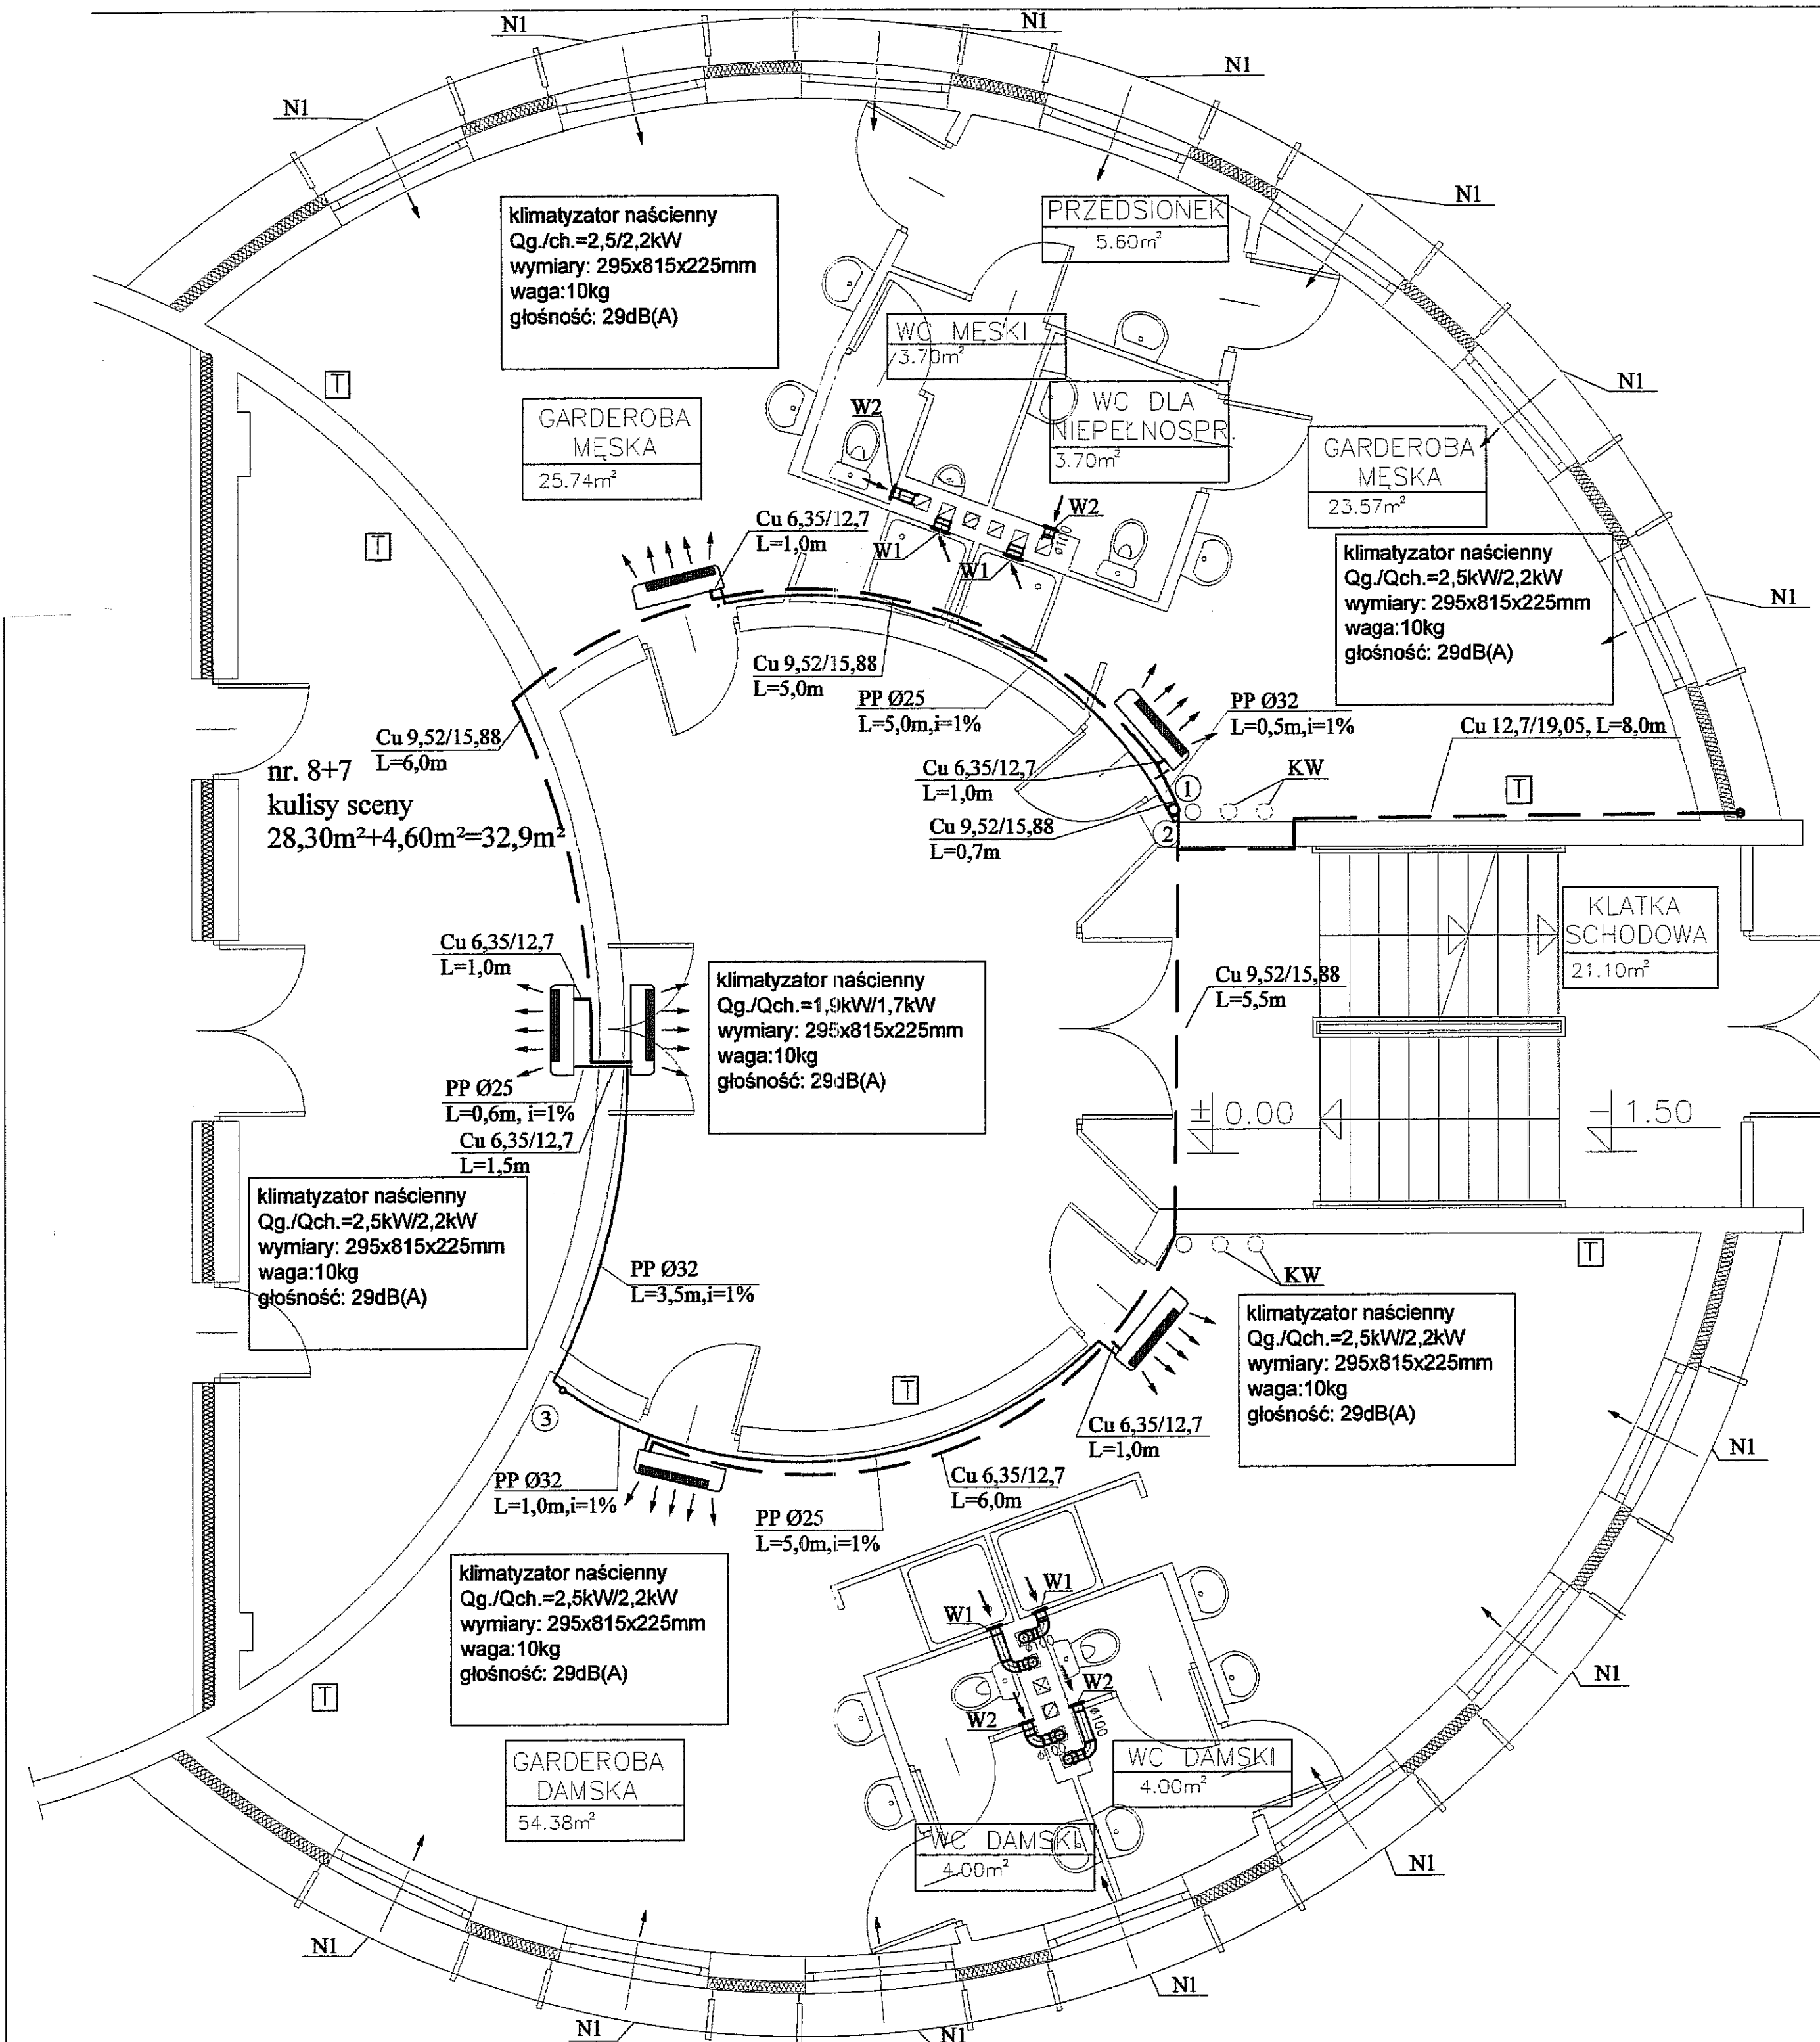 N1
N1
N1
N1
N1
klimatyzator naścienny
Qg./ch.=2,5/2,2kW
wymiary: 295x815x225mm
waga:10kg
głośność: 29dB(A)
PRZEDSIONEK
5.60m²
WC MĘSKI
3.70m²
N1
T
GARDEROBA
MĘSKA
25.74m²
W2
WC DLA
NIEPEŁNOSPR.
3.70m²
GARDEROBA
MĘSKA
23.57m²
T
Cu 6,35/12,7
L=1,0m
W1
W2
ø100
W1
klimatyzator naścienny
Qg./Qch.=2,5kW/2,2kW
wymiary: 295x815x225mm
waga:10kg
głośność: 29dB(A)
N1
Cu 9,52/15,88
L=5,0m
PP Ø25
L=5,0m,i=1%
PP Ø32
L=0,5m,i=1%
Cu 12,7/19,05, L=8,0m
Cu 9,52/15,88
L=6,0m
nr. 8+7
kulisy sceny
28,30m²+4,60m²=32,9m²
Cu 6,35/12,7
L=1,0m
1
KW
T
Cu 9,52/15,88
L=0,7m
2
KLATKA
SCHODOWA
21.10m²
Cu 6,35/12,7
L=1,0m
klimatyzator naścienny
Qg./Qch.=1,9kW/1,7kW
wymiary: 295x815x225mm
waga:10kg
głośność: 29dB(A)
Cu 9,52/15,88
L=5,5m
PP Ø25
L=0,6m, i=1%
Cu 6,35/12,7
L=1,5m
± 0.00
-1.50
klimatyzator naścienny
Qg./Qch.=2,5kW/2,2kW
wymiary: 295x815x225mm
waga:10kg
głośność: 29dB(A)
PP Ø32
L=3,5m,i=1%
KW
T
klimatyzator naścienny
Qg./Qch.=2,5kW/2,2kW
wymiary: 295x815x225mm
waga:10kg
głośność: 29dB(A)
3
T
Cu 6,35/12,7
L=1,0m
N1
PP Ø32
L=1,0m,i=1%
Cu 6,35/12,7
L=6,0m
PP Ø25
L=5,0m,i=1%
klimatyzator naścienny
Qg./Qch.=2,5kW/2,2kW
wymiary: 295x815x225mm
waga:10kg
głośność: 29dB(A)
W1
W1
ø100
N1
T
W2
W2
ø100
ø100
GARDEROBA
DAMSKA
54.38m²
WC DAMSKI
4.00m²
WC DAMSKI
4.00m²
N1
N1
N1
N1
N1